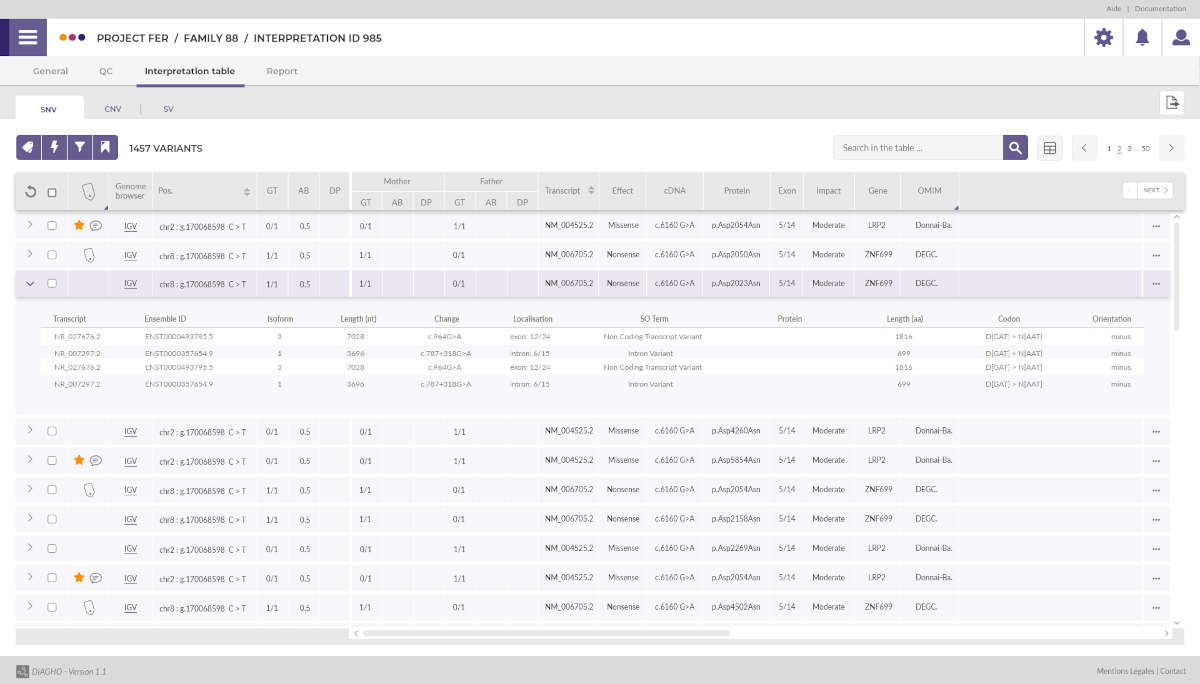 Aide | Documentation
PROJECT FER / FAMILY 88 / INTERPRETATION ID 985
General QC Interpretation table Report
SNV CNV | SV
1457 VARIANTS Search in the table ... 1 2 3 ... 50
Mother Father
Genome browser Pos. GT AB DP GT AB DP GT AB DP Transcript Effect cDNA Protein Exon Impact Gene OMIM NEXT
IGV chr2 : g.170068598 C > T 0/1 0.5 0/1 1/1 NM_004525.2 Missense c.6160 G>A p.Asp2054Asn 5/14 Moderate LRP2 Donnai-Ba. ...
IGV chr8 : g.170068598 C > T 1/1 0.5 1/1 0/1 NM_006705.2 Nonsense c.6160 G>A p.Asp2050Asn 5/14 Moderate ZNF699 DEGC. ...
IGV chr8 : g.170068598 C > T 1/1 0.5 1/1 0/1 NM_006705.2 Nonsense c.6160 G>A p.Asp2023Asn 5/14 Moderate ZNF699 DEGC. ...
Transcript Ensemble ID Isoform Length (nt) Change Localisation SO Term Protein Length (aa) Codon Orientation
NR_027676.2 ENST0000493795.5 3 7028 c.964G>A exon: 12/24 Non Coding Transcript Variant 1816 D[GAT] > N[AAT] minus
NR_007297.2 ENST0000357654.9 1 3696 c.787+318G>A intron: 6/15 Intron Variant 699 D[GAT] > N[AAT] minus
NR_027676.2 ENST0000493795.5 3 7028 c.964G>A exon: 12/24 Non Coding Transcript Variant 1816 D[GAT] > N[AAT] minus
NR_007297.2 ENST0000357654.9 1 3696 c.787+318G>A intron: 6/15 Intron Variant 699 D[GAT] > N[AAT] minus
IGV chr2 : g.170068598 C > T 0/1 0.5 0/1 1/1 NM_004525.2 Missense c.6160 G>A p.Asp4260Asn 5/14 Moderate LRP2 Donnai-Ba. ...
IGV chr2 : g.170068598 C > T 0/1 0.5 0/1 1/1 NM_004525.2 Missense c.6160 G>A p.Asp5854Asn 5/14 Moderate LRP2 Donnai-Ba. ...
IGV chr8 : g.170068598 C > T 1/1 0.5 1/1 0/1 NM_006705.2 Nonsense c.6160 G>A p.Asp2054Asn 5/14 Moderate ZNF699 DEGC. ...
IGV chr8 : g.170068598 C > T 1/1 0.5 1/1 0/1 NM_006705.2 Nonsense c.6160 G>A p.Asp2158Asn 5/14 Moderate ZNF699 DEGC. ...
IGV chr2 : g.170068598 C > T 0/1 0.5 0/1 1/1 NM_004525.2 Missense c.6160 G>A p.Asp2269Asn 5/14 Moderate LRP2 Donnai-Ba. ...
IGV chr2 : g.170068598 C > T 0/1 0.5 0/1 1/1 NM_004525.2 Missense c.6160 G>A p.Asp2054Asn 5/14 Moderate LRP2 Donnai-Ba. ...
IGV chr8 : g.170068598 C > T 1/1 0.5 1/1 0/1 NM_006705.2 Nonsense c.6160 G>A p.Asp4502Asn 5/14 Moderate ZNF699 DEGC. ...
DIAGHO - Version 1.1 Mentions Légales | Contact